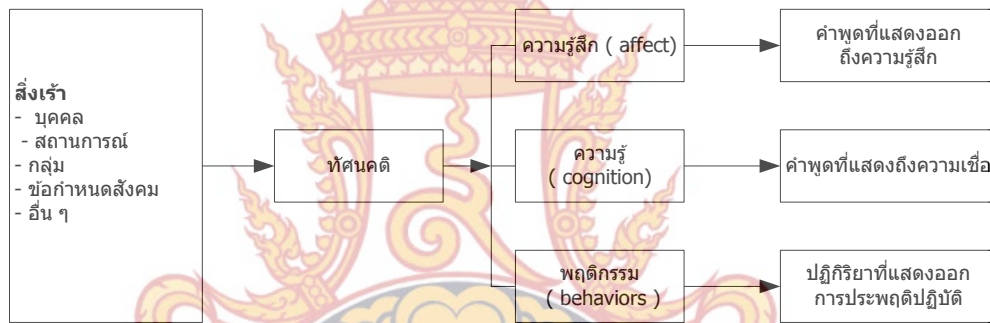 สิ่งเร้า
- บุคคล
- สถานการณ์
- กลุ่ม
- ข้อกำหนดสังคม
- อื่น ๆ
ทัศนคติ
ความรู้สึก ( affect)
คำพูดที่แสดงออก
ถึงความรู้สึก
ความรู้
( cognition)
คำพูดที่แสดงถึงความเชื่อ
พฤติกรรม
( behaviors )
ปฏิกิริยาที่แสดงออก
การประพฤติปฏิบัติ